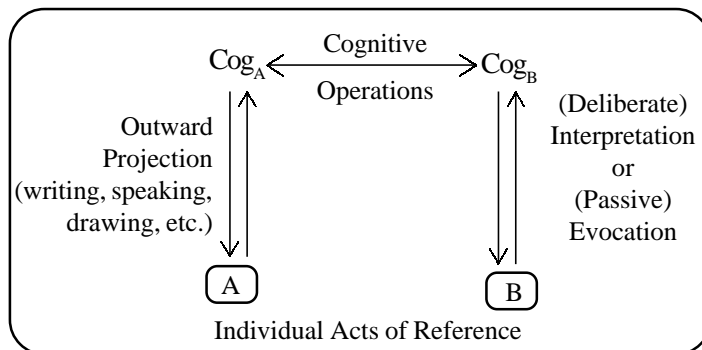 Cognitive
Cog_A
Cog_B
Operations
Outward
Projection
(writing, speaking,
drawing, etc.)
(Deliberate)
Interpretation
or
(Passive)
Evocation
A
B
Individual Acts of Reference